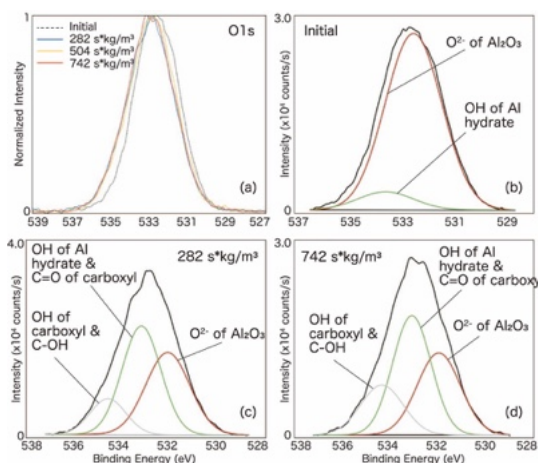 Initial
282 s*kg/m³
504 s*kg/m³
742 s*kg/m³
O1s
Normalized Intensity
1
0
539 537 535 533 531 529 527
(a)
3.0
Initial
O²⁻ of Al₂O₃
OH of Al
hydrate
Intensity (x10⁴ counts/s)
0
537 535 533 531 529
(b)
4.0
OH of Al
hydrate &
C=O of carboxyl
282 s*kg/m³
OH of
carboxyl &
C-OH
O²⁻ of Al₂O₃
Intensity (x10⁴ counts/s)
0
538 536 534 532 530 528
Binding Energy (eV)
(c)
3.0
742 s*kg/m³
OH of Al
hydrate &
C=O of carboxyl
OH of
carboxyl &
C-OH
O²⁻ of Al₂O₃
Intensity (x10⁴ counts/s)
0
538 536 534 532 530 528
Binding Energy (eV)
(d)